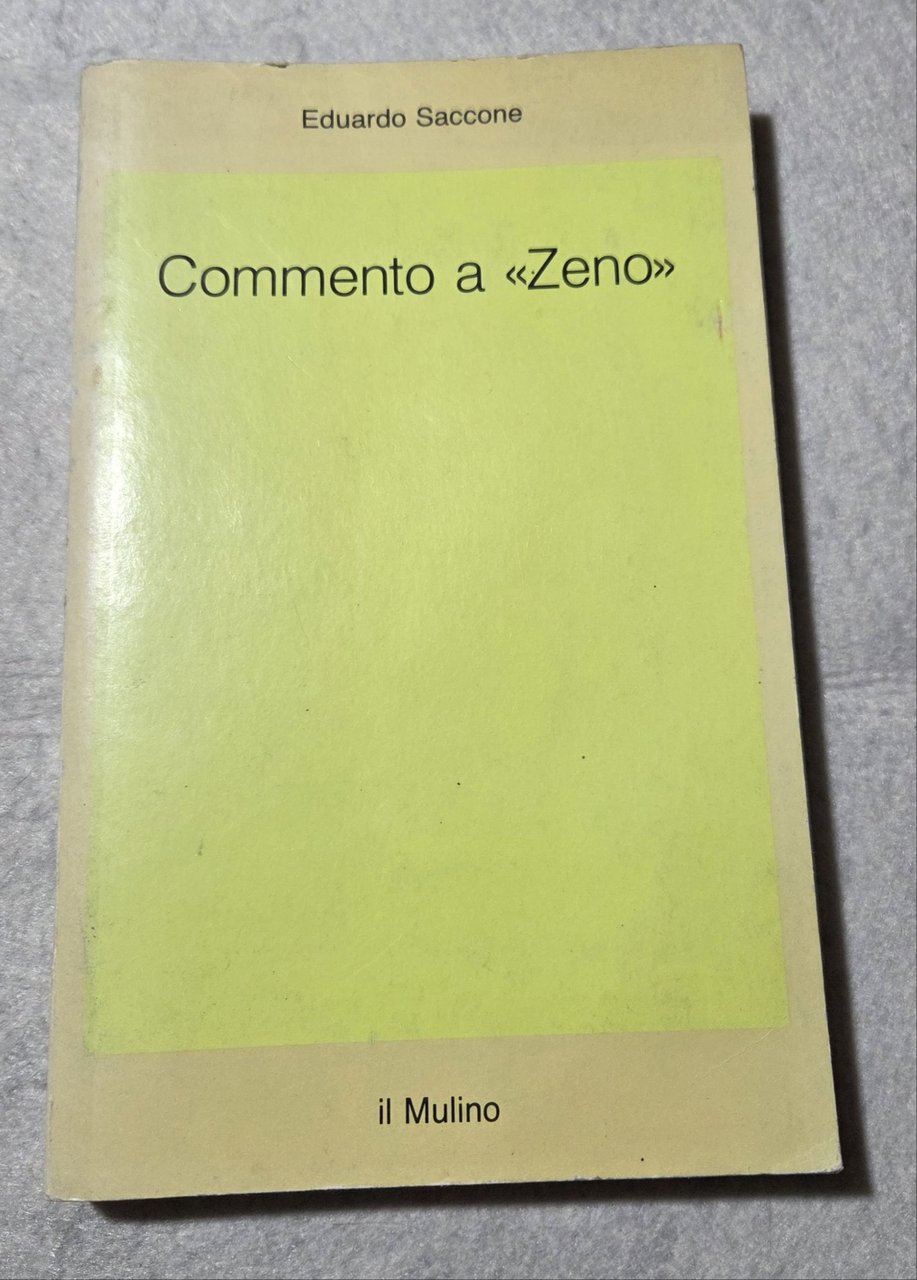 Eduardo Saccone
Commento a «Zeno»
il Mulino